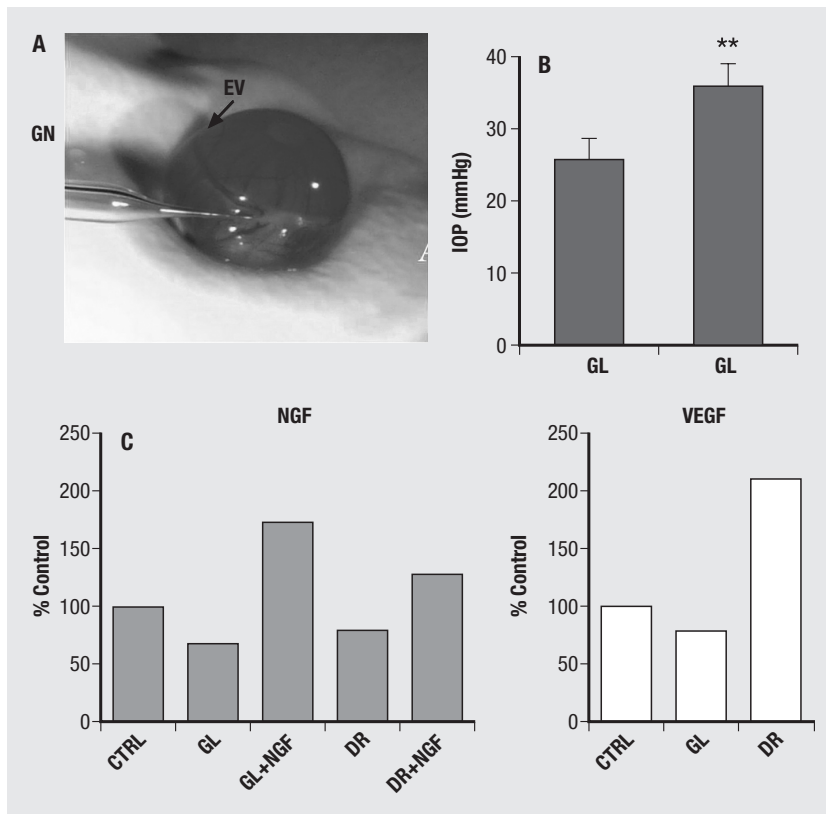 A
EV
GN
A
B
**
40
30
20
10
0
IOP (mmHg)
GL
GL
NGF
C
250
200
150
100
50
0
% Control
CTRL
GL
GL+NGF
DR
DR+NGF
VEGF
250
200
150
100
50
0
% Control
CTRL
GL
DR